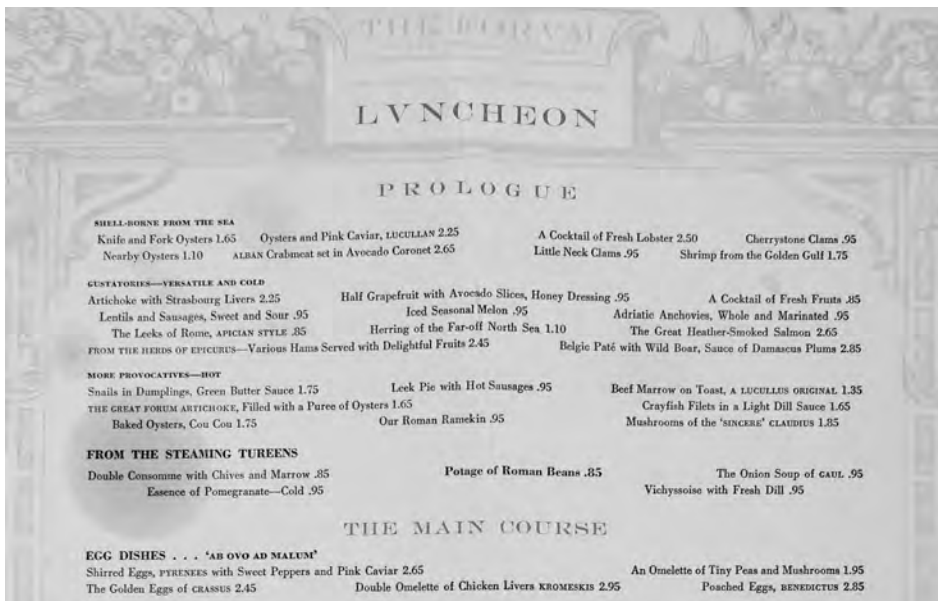 THE FORVM
LVNCHEON
PROLOGUE
SHELL-BORNE FROM THE SEA
Knife and Fork Oysters 1.65 Oysters and Pink Caviar, LUCULLAN 2.25 A Cocktail of Fresh Lobster 2.50 Cherrystone Clams .95
Nearby Oysters 1.10 ALBAN Crabmeat set in Avocado Coronet 2.65 Little Neck Clams .95 Shrimp from the Golden Gulf 1.75
GUSTATORIES—VERSATILE AND COLD
Artichoke with Strasbourg Livers 2.25 Half Grapefruit with Avocado Slices, Honey Dressing .95 A Cocktail of Fresh Fruits .85
Lentils and Sausages, Sweet and Sour .95 Iced Seasonal Melon .95 Adriatic Anchovies, Whole and Marinated .95
The Leeks of Rome, APICIAN STYLE .85 Herring of the Far-off North Sea 1.10 The Great Heather-Smoked Salmon 2.65
FROM THE HERDS OF EPICURUS—Various Hams Served with Delightful Fruits 2.45 Belgic Paté with Wild Boar, Sauce of Damascus Plums 2.85
MORE PROVOCATIVES—HOT
Snails in Dumplings, Green Butter Sauce 1.75 Leek Pie with Hot Sausages .95 Beef Marrow on Toast, A LUCULLUS ORIGINAL 1.35
THE GREAT FORUM ARTICHOKE, Filled with a Puree of Oysters 1.65 Crayfish Filets in a Light Dill Sauce 1.65
Baked Oysters, Cou Cou 1.75 Our Roman Ramekin .95 Mushrooms of the 'SINCERE' CLAUDIUS 1.85
FROM THE STEAMING TUREENS
Double Consomme with Chives and Marrow .85 Potage of Roman Beans .85 The Onion Soup of GAUL .95
Essence of Pomegranate—Cold .95 Vichyssoise with Fresh Dill .95
THE MAIN COURSE
EGG DISHES . . . 'AB OVO AD MALUM'
Shirred Eggs, PYRENEES with Sweet Peppers and Pink Caviar 2.65 An Omelette of Tiny Peas and Mushrooms 1.95
The Golden Eggs of CRASSUS 2.45 Double Omelette of Chicken Livers KROMESKIS 2.95 Poached Eggs, BENEDICTUS 2.85